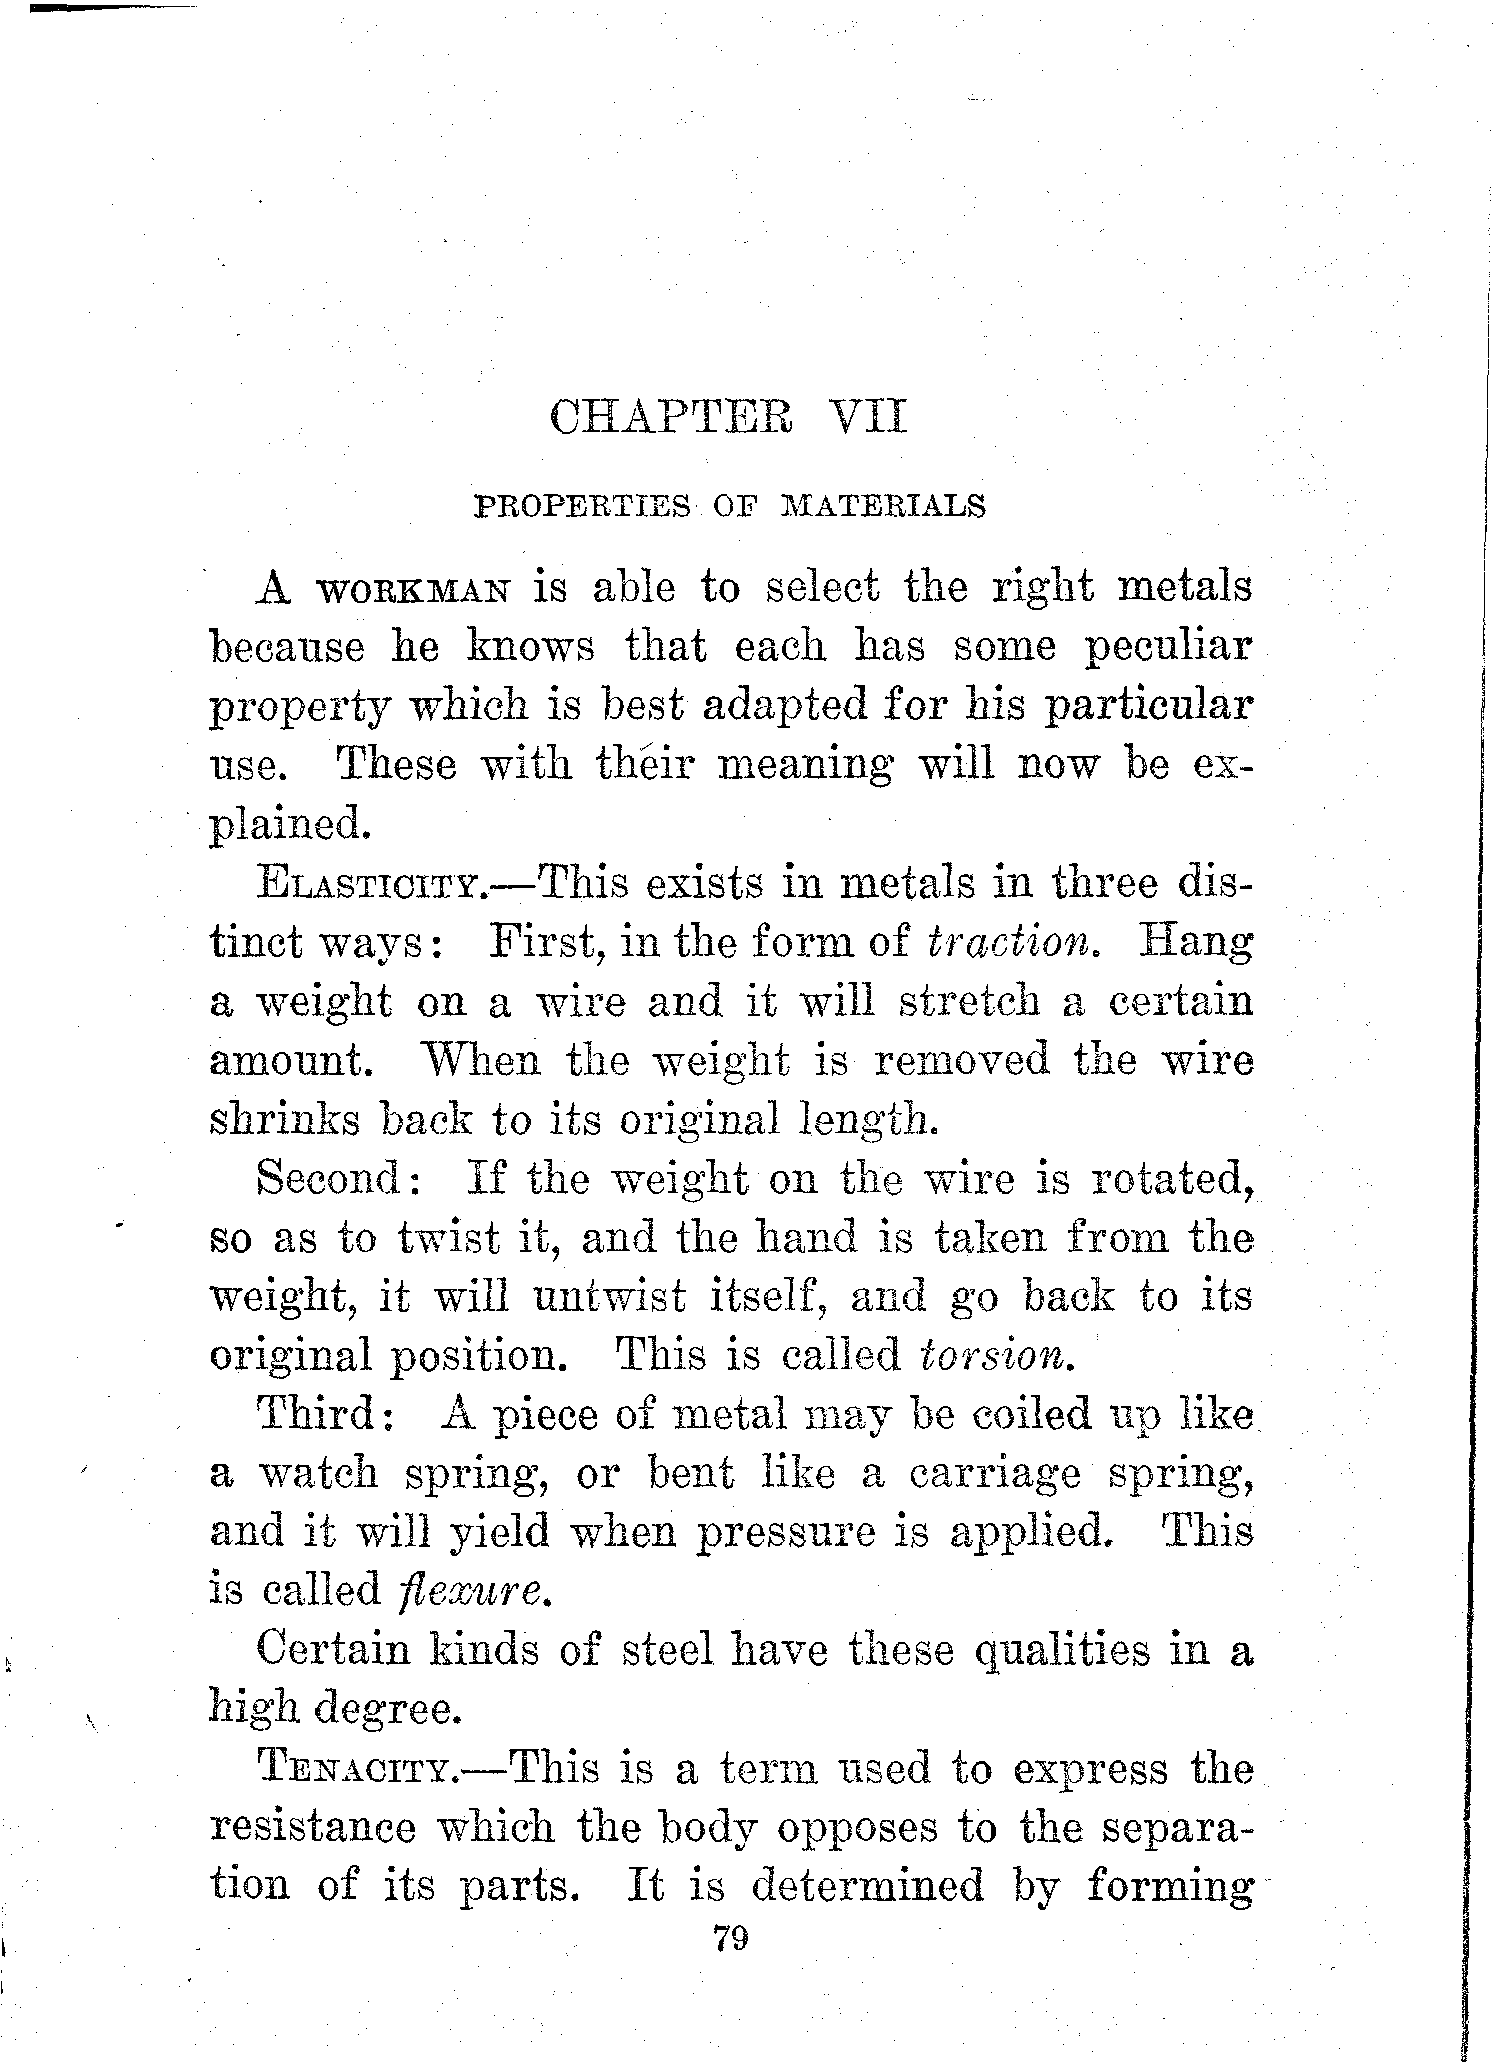 CHAPTER VII
PROPERTIES OF MATERIALS
A WORKMAN is able to select the right metals
because he knows that each has some peculiar
property which is best adapted for his particular
use. These with their meaning will now be ex-
plained.
ELASTICITY.—This exists in metals in three dis-
tinct ways: First, in the form of traction. Hang
a weight on a wire and it will stretch a certain
amount. When the weight is removed the wire
shrinks back to its original length.
Second: If the weight on the wire is rotated,
so as to twist it, and the hand is taken from the
weight, it will untwist itself, and go back to its
original position. This is called torsion.
Third: A piece of metal may be coiled up like
a watch spring, or bent like a carriage spring,
and it will yield when pressure is applied. This
is called flexure.
Certain kinds of steel have these qualities in a
high degree.
TENACITY.—This is a term used to express the
resistance which the body opposes to the separa-
tion of its parts. It is determined by forming
79